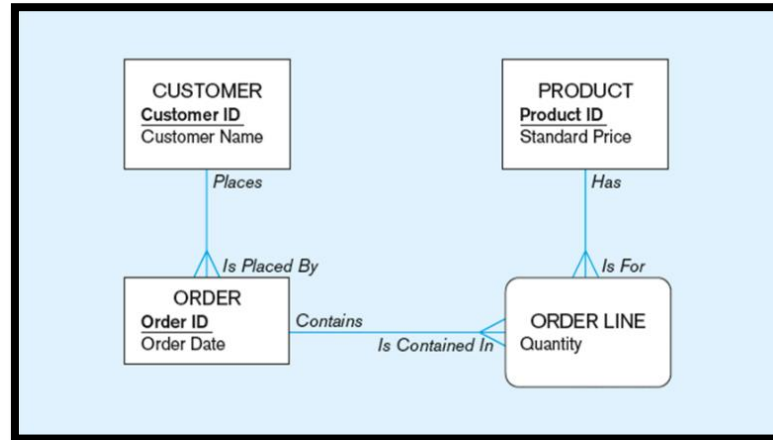 CUSTOMER
Customer ID
Customer Name
Places
Is Placed By
PRODUCT
Product ID
Standard Price
Has
Is For
ORDER
Order ID
Order Date
Contains
Is Contained In
ORDER LINE
Quantity